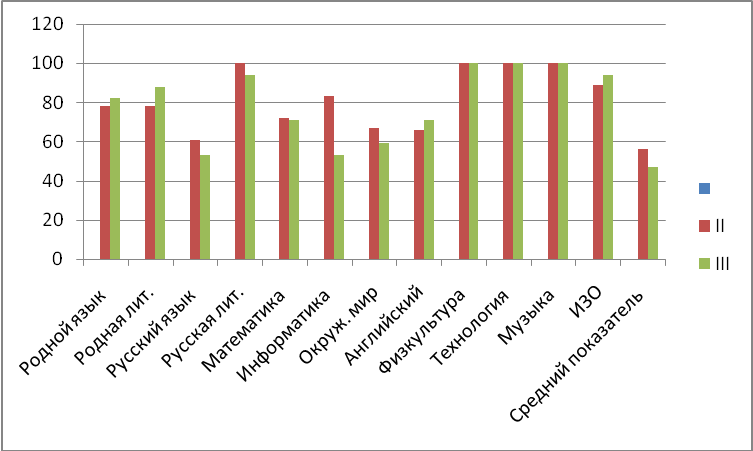 120
100
80
60
40
20
0
Родной язык
Родная лит.
Русский язык
Русская лит.
Математика
Информатика
Окруж. мир
Английский
Физкультура
Технология
Музыка
ИЗО
Средний показатель
II
III